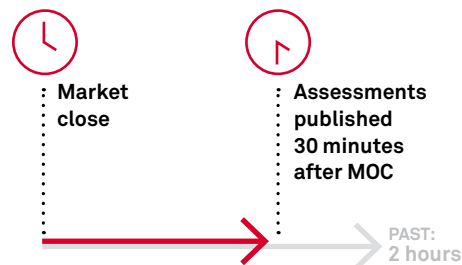 Market
close
Assessments
published
30 minutes
after MOC
PAST:
2 hours